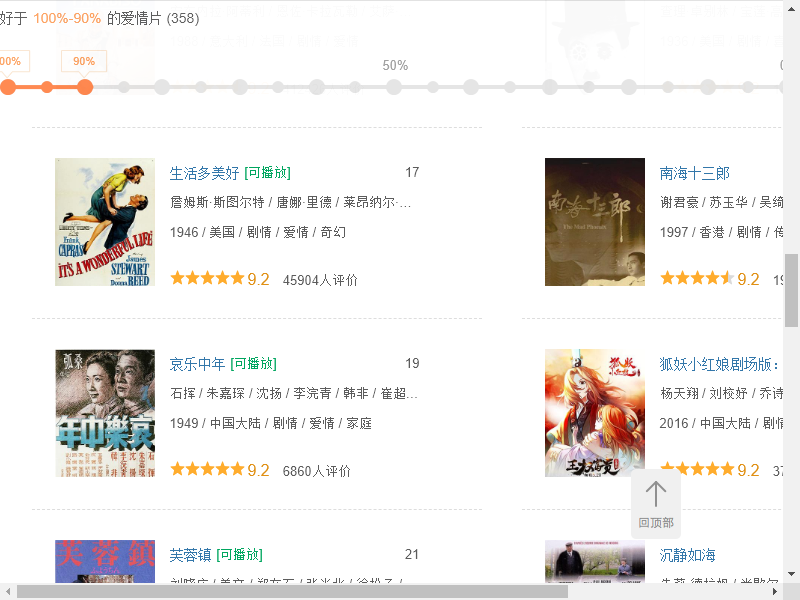 好于 100%-90% 的爱情片 (358)
00% 90% 50%
生活多美好 [可播放] 17
詹姆斯·斯图尔特 / 唐娜·里德 / 莱昂纳尔·...
1946 / 美国 / 剧情 / 爱情 / 奇幻
9.2 45904人评价
FRANK CAPRA'S
IT'S A WONDERFUL LIFE
James STEWART
Donna REED
南海十三郎
谢君豪 / 苏玉华 / 吴绮
1997 / 香港 / 剧情 / 传
9.2 19
南海十三郎
The Mad Phoenix
哀乐中年 [可播放] 19
石挥 / 朱嘉琛 / 沈扬 / 李浣青 / 韩非 / 崔超...
1949 / 中国大陆 / 剧情 / 爱情 / 家庭
9.2 6860人评价
年中樂哀
狐妖小红娘剧场版：
杨天翔 / 刘校妤 / 乔诗
2016 / 中国大陆 / 剧情
9.2 37
回顶部
芙蓉镇 [可播放] 21
芙蓉鎮
沉静如海